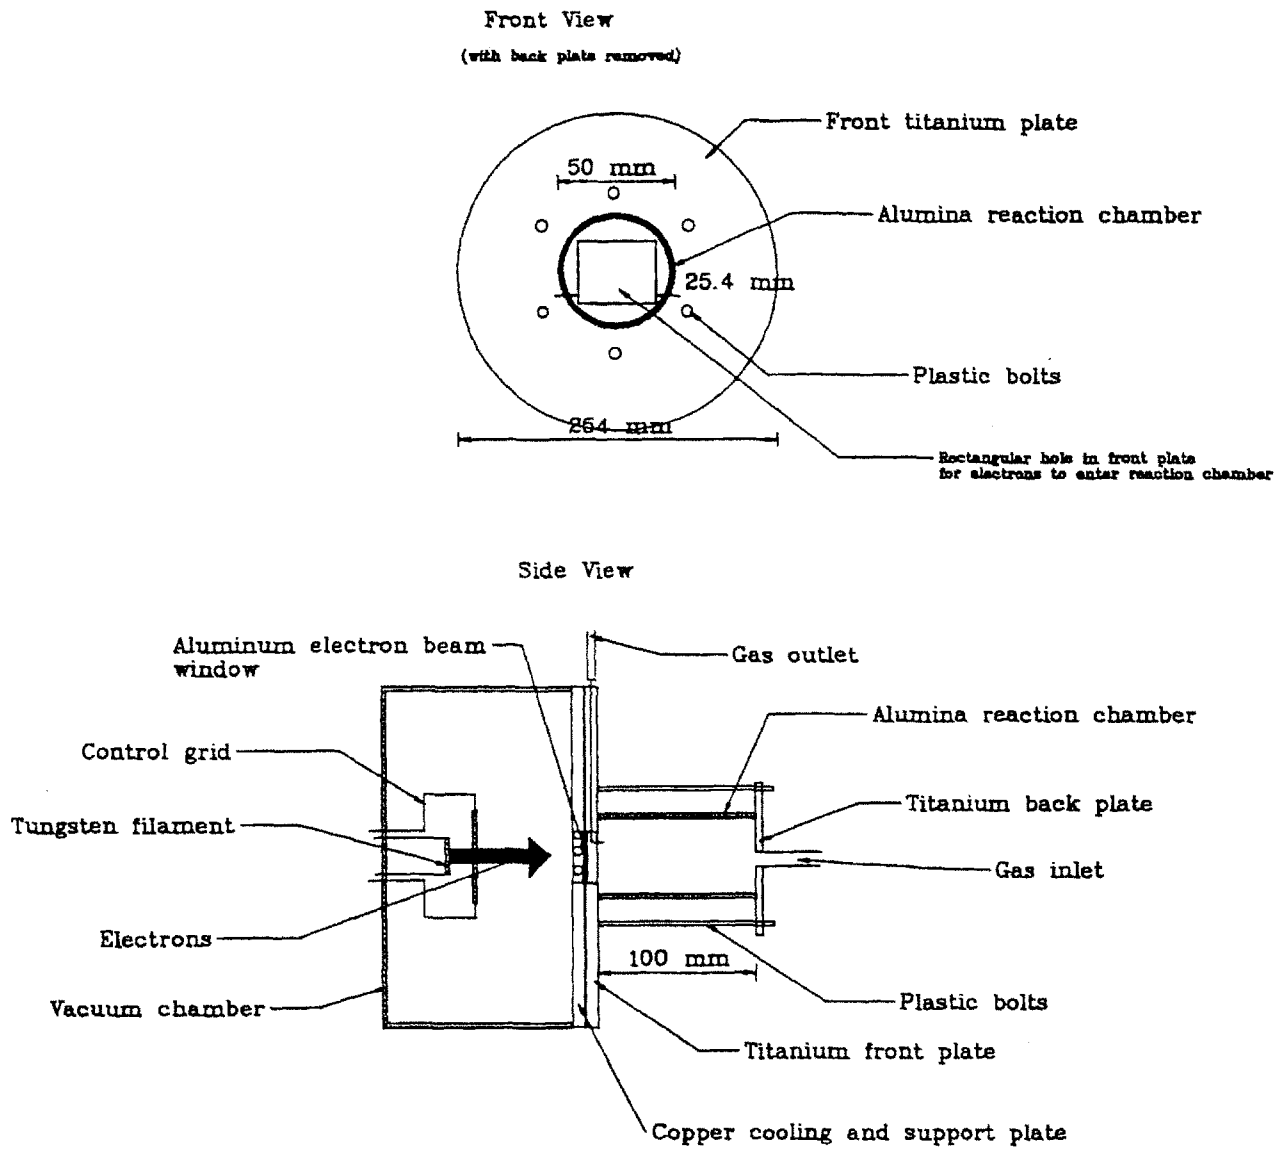 Front View
(with back plate removed)
Front titanium plate
50 mm
Alumina reaction chamber
25.4 mm
Plastic bolts
264 mm
Rectangular hole in front plate
for electrons to enter reaction chamber
Side View
Aluminum electron beam
window
Gas outlet
Alumina reaction chamber
Control grid
Titanium back plate
Tungsten filament
Gas inlet
Electrons
100 mm
Plastic bolts
Vacuum chamber
Titanium front plate
Copper cooling and support plate